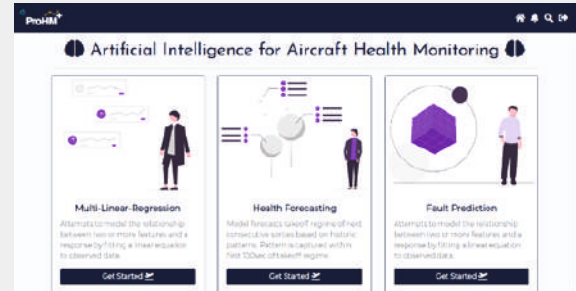 ProHM+
Artificial Intelligence for Aircraft Health Monitoring
Multi-Linear-Regression
Attempts to model the relationship
between two or more features and a
response by fitting a linear equation
to observed data.
Get Started
Health Forecasting
Model forecasts takeoff regime of next
consecutive sorties based on holistic
patterns. Pattern is captured within
first 100sec of takeoff regime.
Get Started
Fault Prediction
Attempts to model the relationship
between two or more features and a
response by fitting a linear equation
to observed data.
Get Started